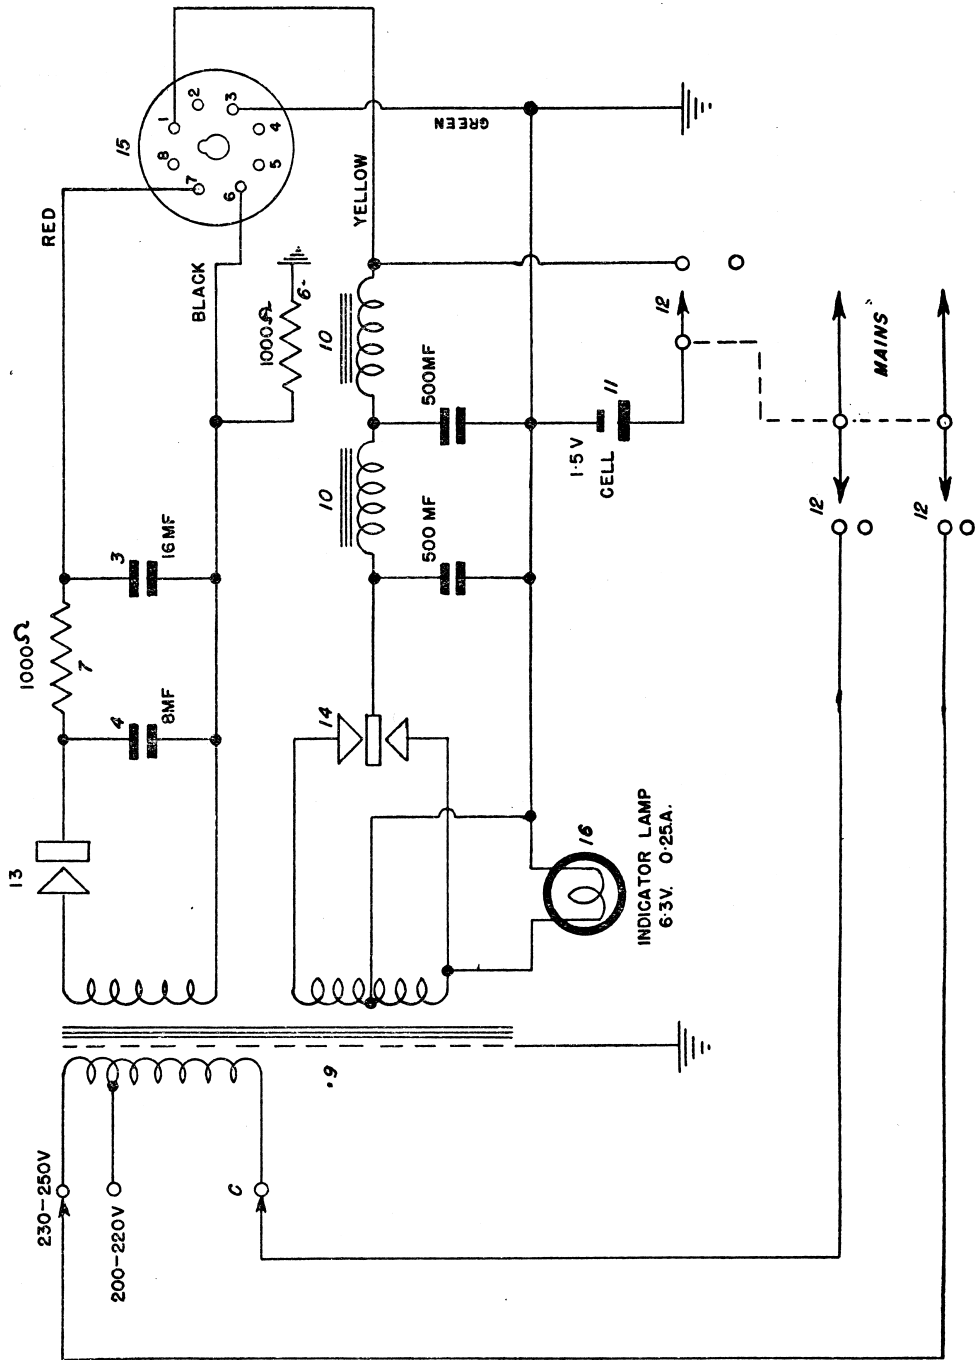 230-250V
200-220V
C
9.
13
1000Ω
7
4
8MF
3
16MF
RED
BLACK
15
1
2
3
4
5
6
7
8
1000Ω
6
10
10
YELLOW
GREEN
14
500 MF
500MF
1·5 V
CELL
11
12
12
12
MAINS
16
INDICATOR LAMP
6·3V. 0·25A.